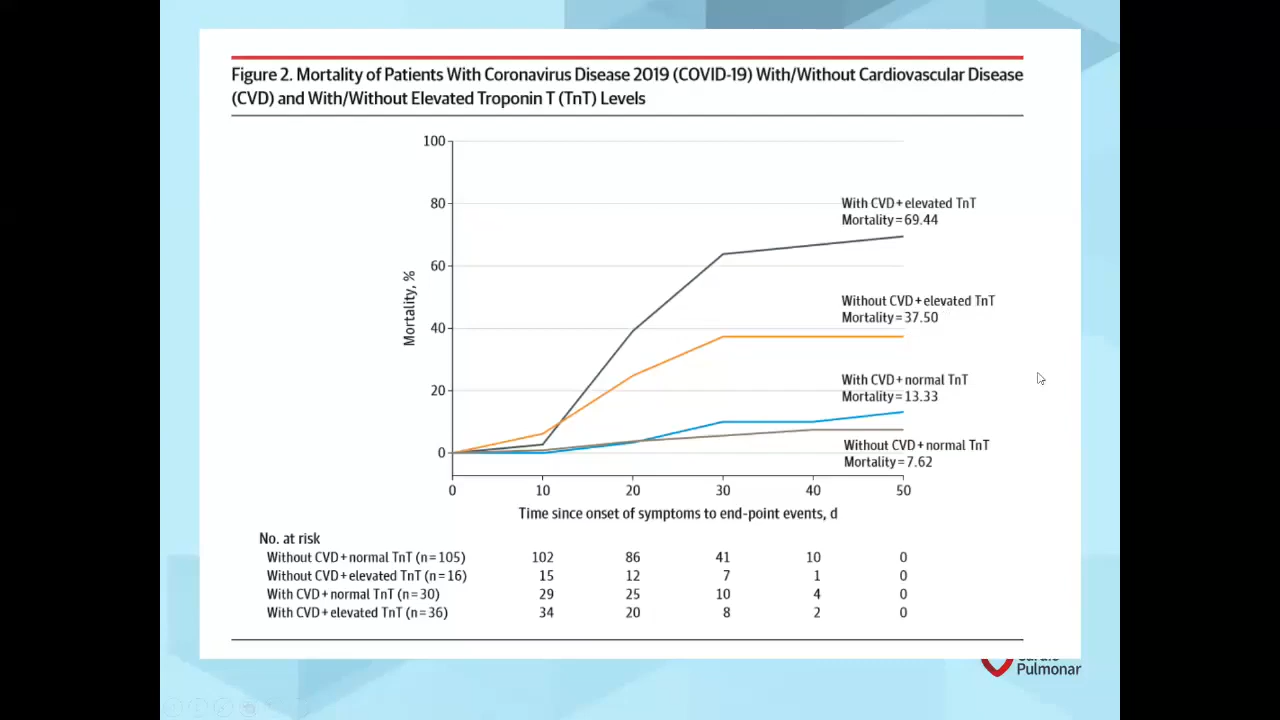 Figure 2. Mortality of Patients With Coronavirus Disease 2019 (COVID-19) With/Without Cardiovascular Disease
(CVD) and With/Without Elevated Troponin T (TnT) Levels
100
80
60
40
20
0
Mortality, %
With CVD + elevated TnT
Mortality = 69.44
Without CVD + elevated TnT
Mortality = 37.50
With CVD + normal TnT
Mortality = 13.33
Without CVD + normal TnT
Mortality = 7.62
0 10 20 30 40 50
Time since onset of symptoms to end-point events, d
No. at risk
Without CVD + normal TnT (n = 105) 102 86 41 10 0
Without CVD + elevated TnT (n = 16) 15 12 7 1 0
With CVD + normal TnT (n = 30) 29 25 10 4 0
With CVD + elevated TnT (n = 36) 34 20 8 2 0
Pulmonar